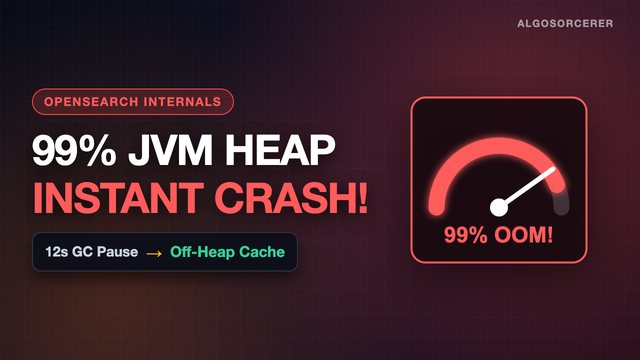 ALGOSORCERER
OPENSEARCH INTERNALS
99% JVM HEAP
INSTANT CRASH!
12s GC Pause → Off-Heap Cache
99% OOM!